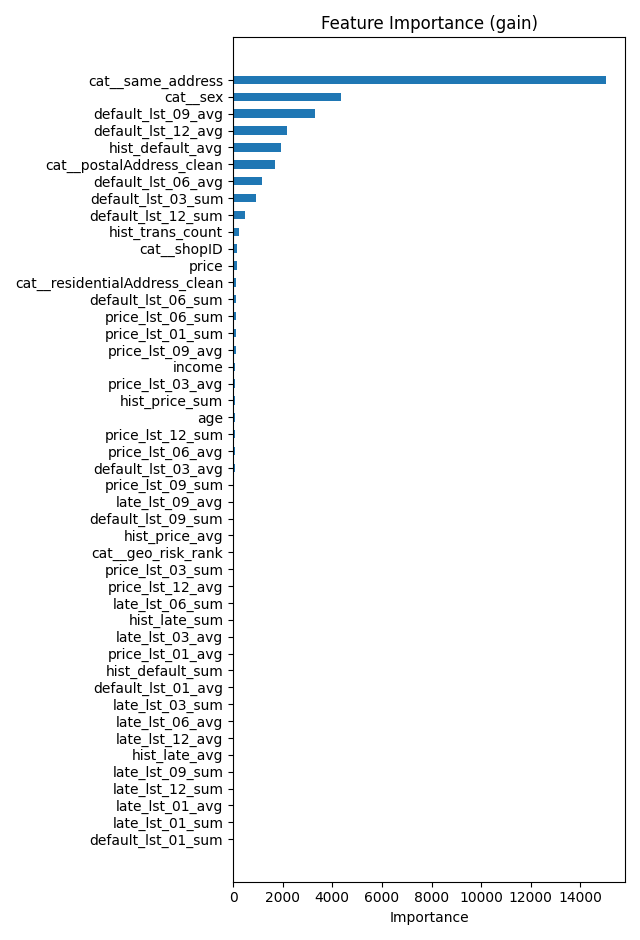 Feature Importance (gain)
cat__same_address
cat__sex
default_lst_09_avg
default_lst_12_avg
hist_default_avg
cat__postalAddress_clean
default_lst_06_avg
default_lst_03_sum
default_lst_12_sum
hist_trans_count
cat__shopID
price
cat__residentialAddress_clean
default_lst_06_sum
price_lst_06_sum
price_lst_01_sum
price_lst_09_avg
income
price_lst_03_avg
hist_price_sum
age
price_lst_12_sum
price_lst_06_avg
default_lst_03_avg
price_lst_09_sum
late_lst_09_avg
default_lst_09_sum
hist_price_avg
cat__geo_risk_rank
price_lst_03_sum
price_lst_12_avg
late_lst_06_sum
hist_late_sum
late_lst_03_avg
price_lst_01_avg
hist_default_sum
default_lst_01_avg
late_lst_03_sum
late_lst_06_avg
late_lst_12_avg
hist_late_avg
late_lst_09_sum
late_lst_12_sum
late_lst_01_avg
late_lst_01_sum
default_lst_01_sum
0 2000 4000 6000 8000 10000 12000 14000
Importance